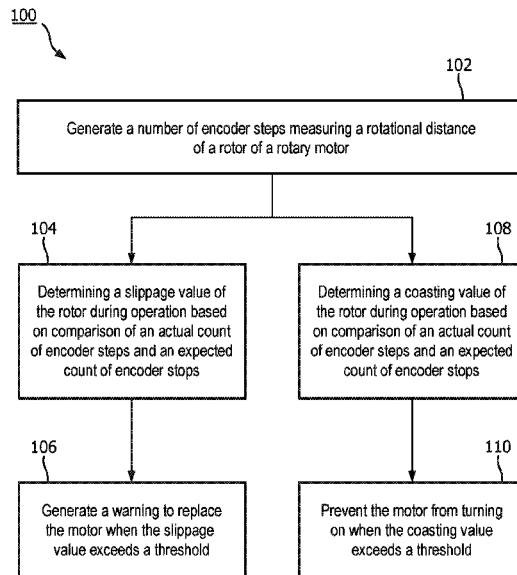 100
102
Generate a number of encoder steps measuring a rotational distance
of a rotor of a rotary motor
104
Determining a slippage value of
the rotor during operation based
on comparison of an actual count
of encoder steps and an expected
count of encoder stops
108
Determining a coasting value of
the rotor during operation based
on comparison of an actual count
of encoder steps and an expected
count of encoder stops
106
Generate a warning to replace
the motor when the slippage
value exceeds a threshold
110
Prevent the motor from turning
on when the coasting value
exceeds a threshold